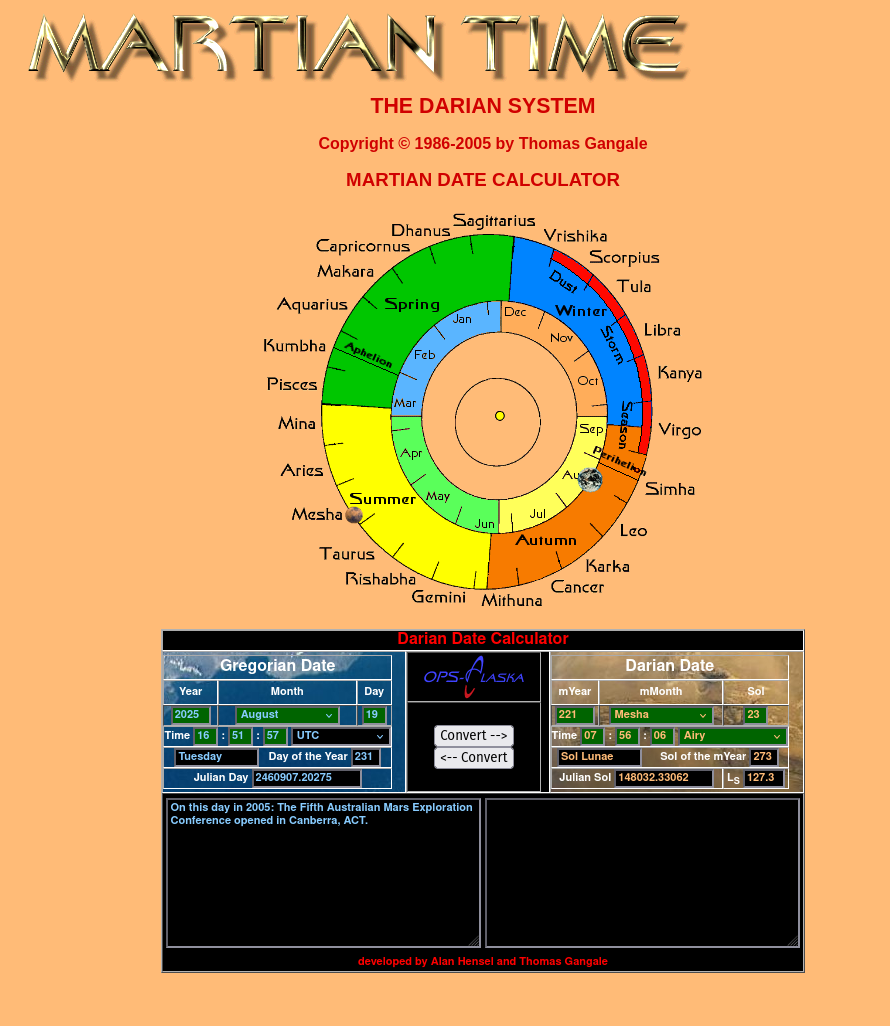 MARTIAN TIME
THE DARIAN SYSTEM
Copyright © 1986-2005 by Thomas Gangale
MARTIAN DATE CALCULATOR
Sagittarius
Dhanus
Vrishika
Capricornus
Scorpius
Makara
Tula
Aquarius
Spring
Dust
Winter
Jan
Dec
Libra
Storm
Nov
Kumbha
Aphelion
Feb
Kanya
Pisces
Oct
Mar
Season
Mina
Sep
Virgo
Apr
Perihelion
Aries
Au
Simha
Summer
May
Mesha
Jul
Jun
Leo
Taurus
Autumn
Rishabha
Karka
Gemini
Cancer
Mithuna
Darian Date Calculator
Gregorian Date OPS-ALASKA Darian Date
Year Month Day mYear mMonth Sol
2025 August 19 221 Mesha 23
Time 16 : 51 : 57 UTC Convert --> Time 07 : 56 : 06 Airy
Tuesday Day of the Year 231 <-- Convert Sol Lunae Sol of the mYear 273
Julian Day 2460907.20275 Julian Sol 148032.33062 LS 127.3
On this day in 2005: The Fifth Australian Mars Exploration
Conference opened in Canberra, ACT.
developed by Alan Hensel and Thomas Gangale